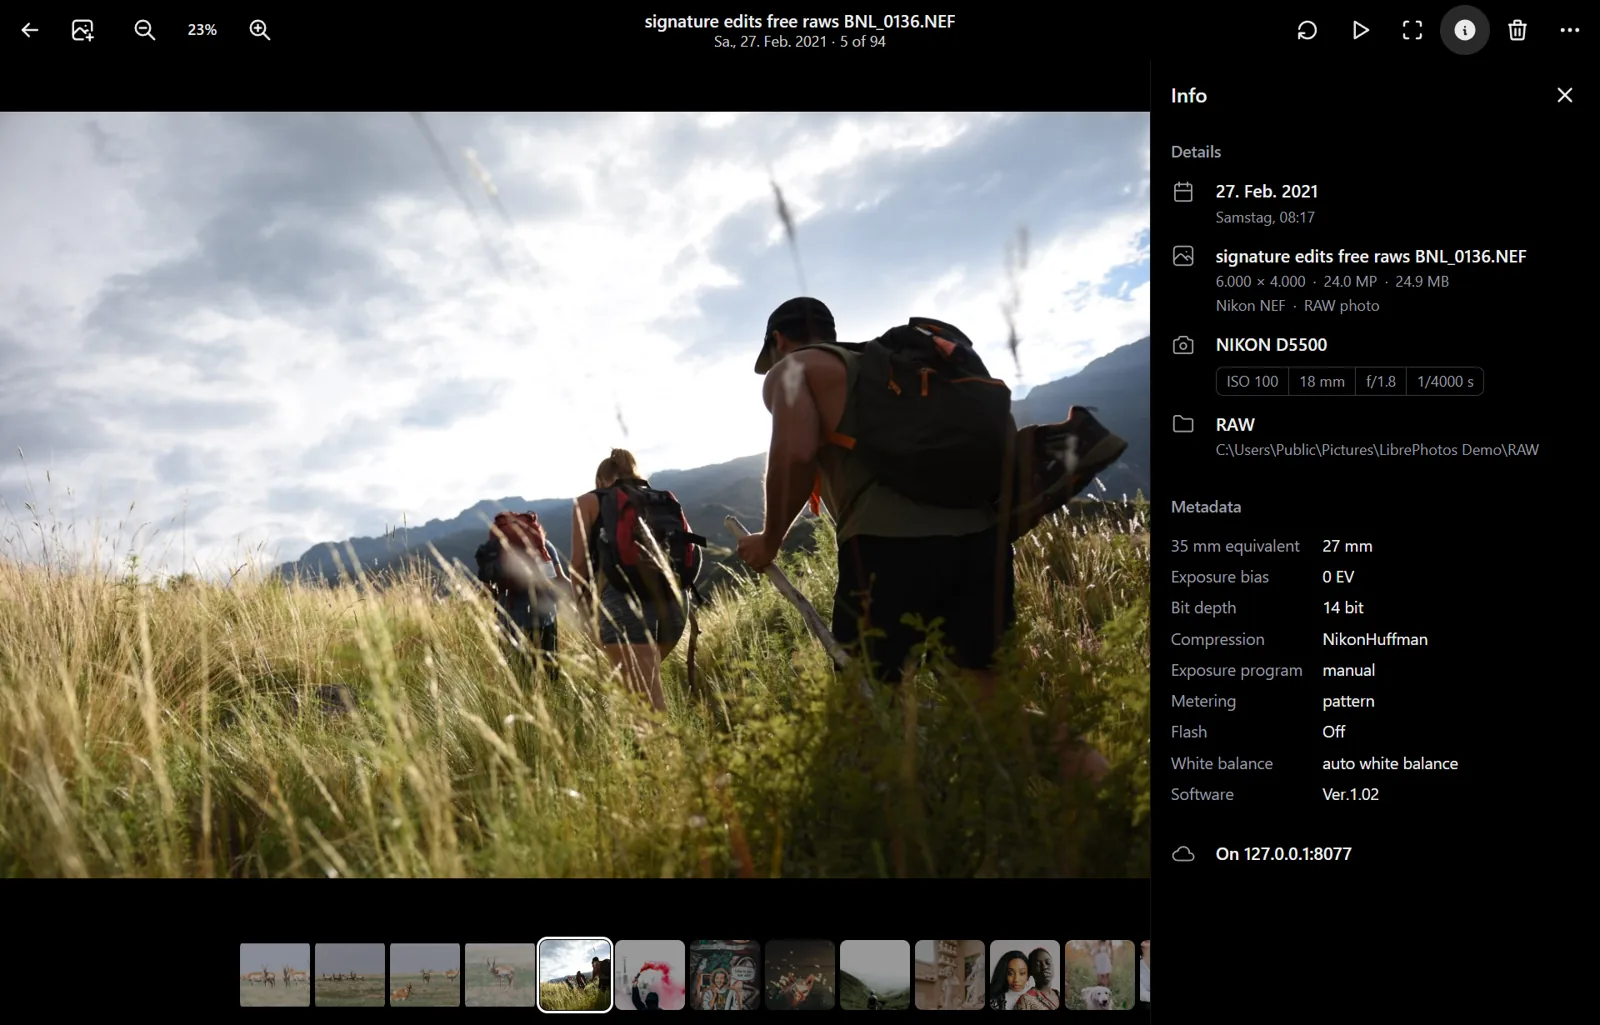 23%
signature edits free raws BNL_0136.NEF
Sa., 27. Feb. 2021 · 5 of 94
Info
Details
27. Feb. 2021
Samstag, 08:17
signature edits free raws BNL_0136.NEF
6.000 × 4.000 · 24.0 MP · 24.9 MB
Nikon NEF · RAW photo
NIKON D5500
ISO 100 18 mm f/1.8 1/4000 s
RAW
C:\Users\Public\Pictures\LibrePhotos Demo\RAW
Metadata
35 mm equivalent 27 mm
Exposure bias 0 EV
Bit depth 14 bit
Compression NikonHuffman
Exposure program manual
Metering pattern
Flash Off
White balance auto white balance
Software Ver.1.02
On 127.0.0.1:8077